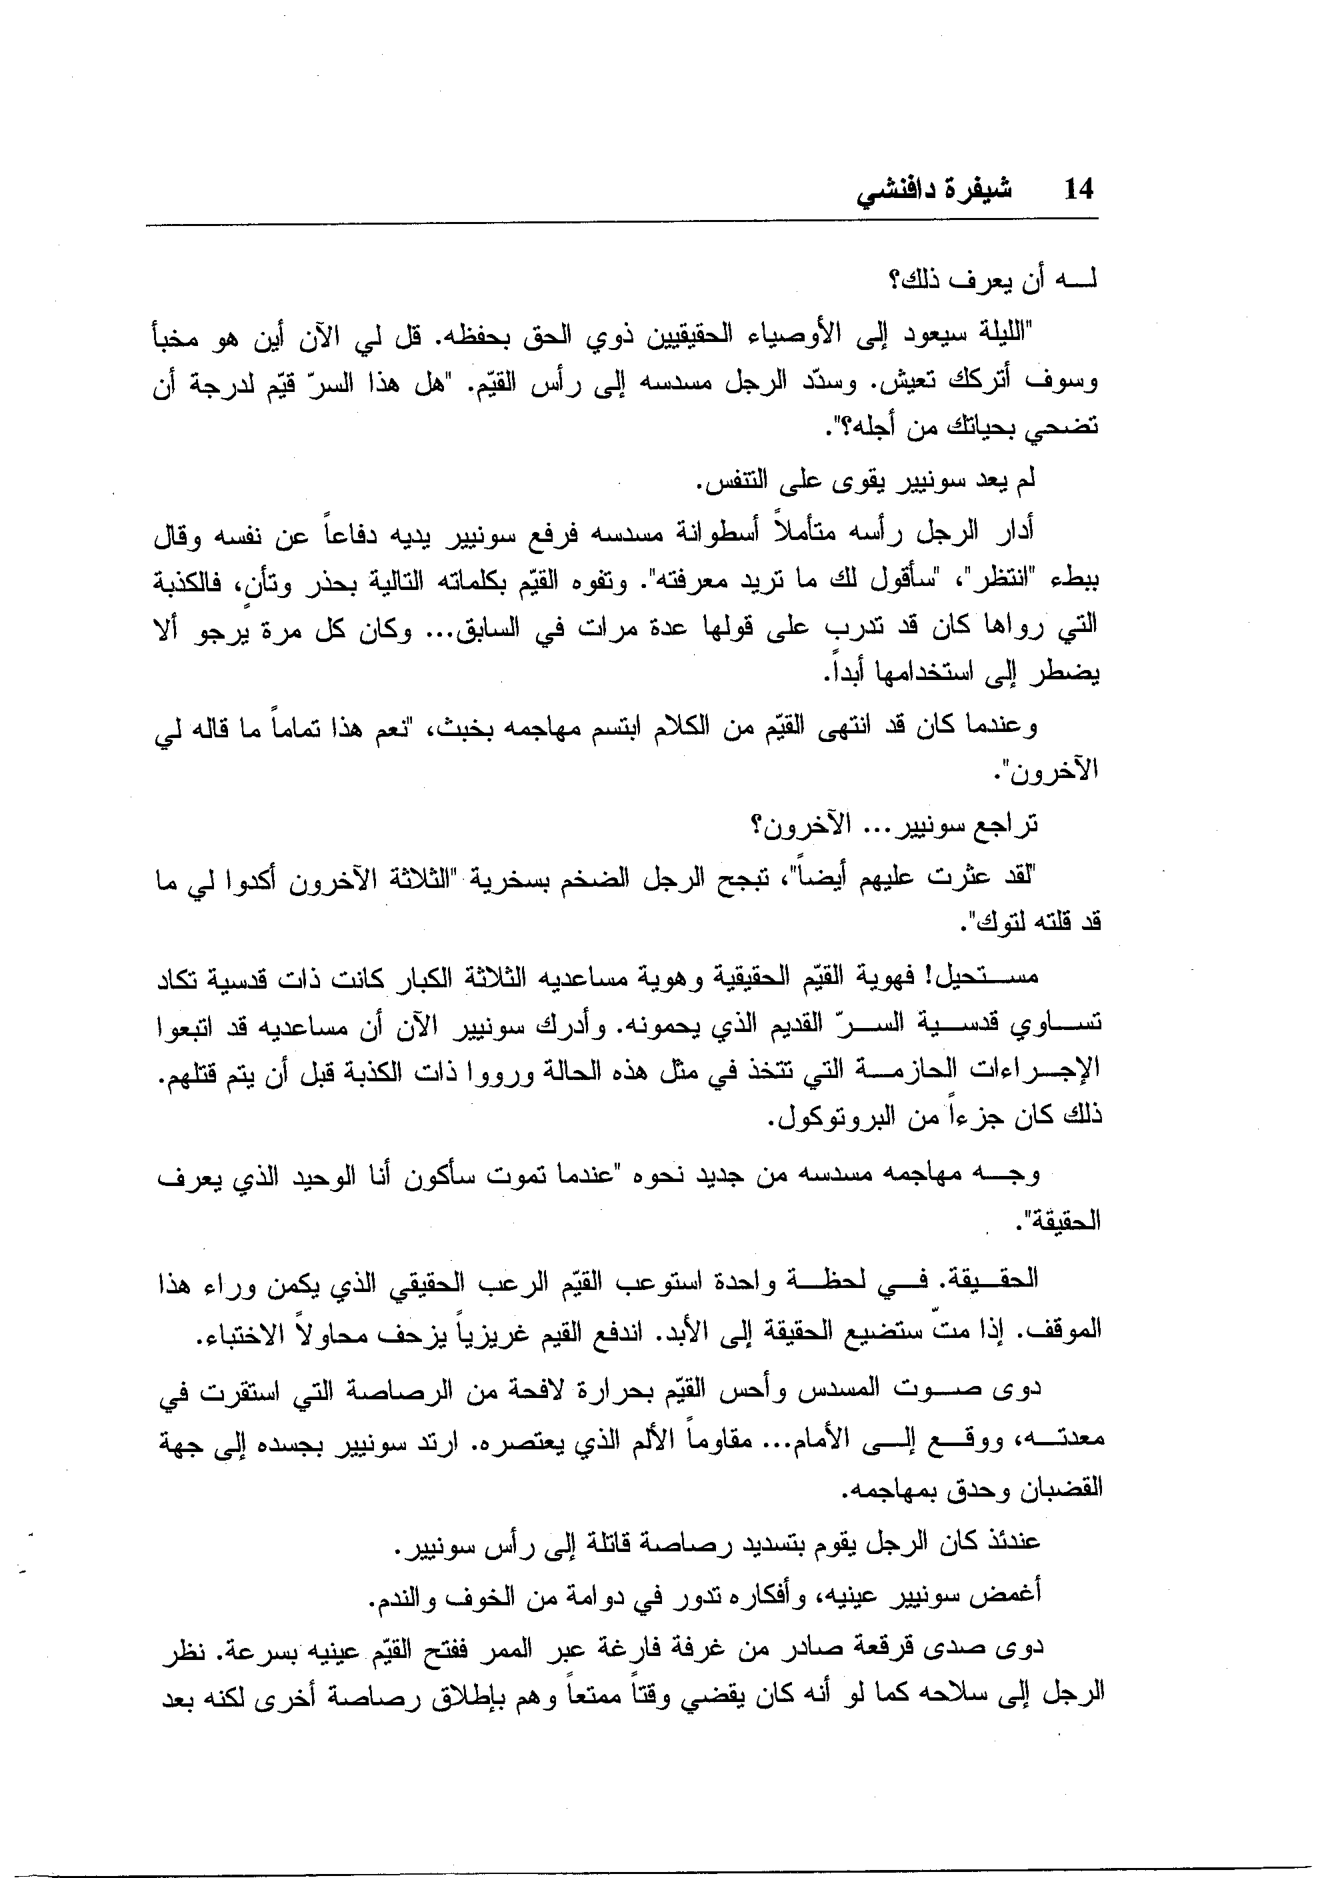 14 شيفرة دافنشي
لـه أن يعرف ذلك؟
"الليلة سيعود إلى الأوصياء الحقيقيين ذوي الحق بحفظه. قل لي الآن أين هو مخبأ
وسوف أتركك تعيش. وسدّد الرجل مسدسه إلى رأس القيّم. "هل هذا السرّ قيّم لدرجة أن
تضحي بحياتك من أجله؟".
لم يعد سونيير يقوى على التنفس.
أدار الرجل رأسه متأملاً أسطوانة مسدسه فرفع سونيير يديه دفاعاً عن نفسه وقال
ببطء "انتظر"، "سأقول لك ما تريد معرفته". وتفوه القيّم بكلماته التالية بحذر وتأنٍ، فالكذبة
التي رواها كان قد تدرب على قولها عدة مرات في السابق... وكان كل مرة يرجو ألا
يضطر إلى استخدامها أبداً.
وعندما كان قد انتهى القيّم من الكلام ابتسم مهاجمه بخبث، "نعم هذا تماماً ما قاله لي
الآخرون".
تراجع سونيير... الآخرون؟
"لقد عثرت عليهم أيضاً"، تبجح الرجل الضخم بسخرية "الثلاثة الآخرون أكدوا لي ما
قد قلته لتوك".
مستحيل! فهوية القيّم الحقيقية وهوية مساعديه الثلاثة الكبار كانت ذات قدسية تكاد
تساوي قدسية السرّ القديم الذي يحمونه. وأدرك سونيير الآن أن مساعديه قد اتبعوا
الإجراءات الحازمة التي تتخذ في مثل هذه الحالة ورووا ذات الكذبة قبل أن يتم قتلهم.
ذلك كان جزءاً من البروتوكول.
وجه مهاجمه مسدسه من جديد نحوه "عندما تموت سأكون أنا الوحيد الذي يعرف
الحقيقة".
الحقيقة. في لحظة واحدة استوعب القيّم الرعب الحقيقي الذي يكمن وراء هذا
الموقف. إذا متّ ستضيع الحقيقة إلى الأبد. اندفع القيم غريزياً يزحف محاولاً الاختباء.
دوى صوت المسدس وأحس القيّم بحرارة لافحة من الرصاصة التي استقرت في
معدته، ووقع إلى الأمام... مقاوماً الألم الذي يعتصره. ارتد سونيير بجسده إلى جهة
القضبان وحدق بمهاجمه.
عندئذ كان الرجل يقوم بتسديد رصاصة قاتلة إلى رأس سونيير.
أغمض سونيير عينيه، وأفكاره تدور في دوامة من الخوف والندم.
دوى صدى قرقعة صادر من غرفة فارغة عبر الممر ففتح القيّم عينيه بسرعة. نظر
الرجل إلى سلاحه كما لو أنه كان يقضي وقتاً ممتعاً وهم بإطلاق رصاصة أخرى لكنه بعد